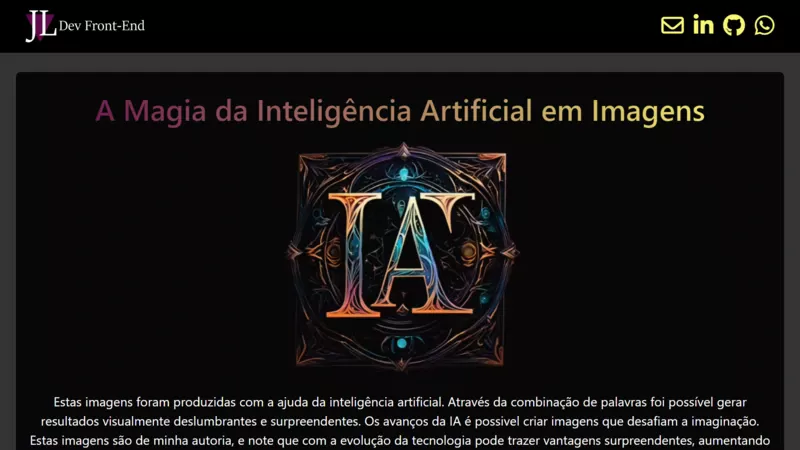 JL Dev Front-End
A Magia da Inteligência Artificial em Imagens
IA
Estas imagens foram produzidas com a ajuda da inteligência artificial. Através da combinação de palavras foi possível gerar
resultados visualmente deslumbrantes e surpreendentes. Os avanços da IA é possivel criar imagens que desafiam a imaginação.
Estas imagens são de minha autoria, e note que com a evolução da tecnologia pode trazer vantagens surpreendentes, aumentando